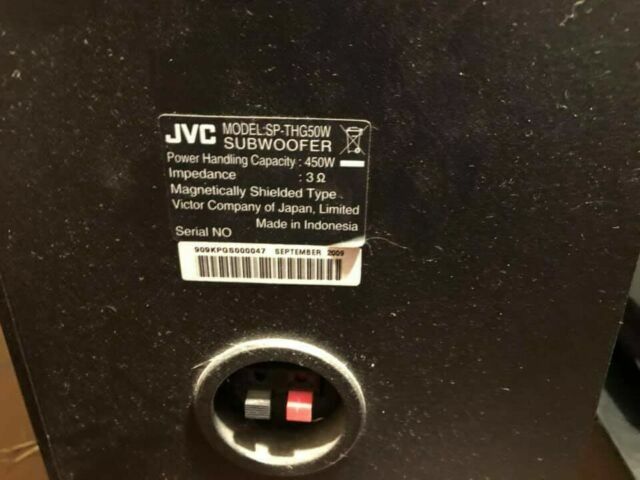 JVC MODEL:SP-THG50W
SUBWOOFER
Power Handling Capacity : 450W
Impedance : 3 Ω
Magnetically Shielded Type
Victor Company of Japan, Limited
Made in Indonesia
Serial NO
909KPGS000047 SEPTEMBER 2009